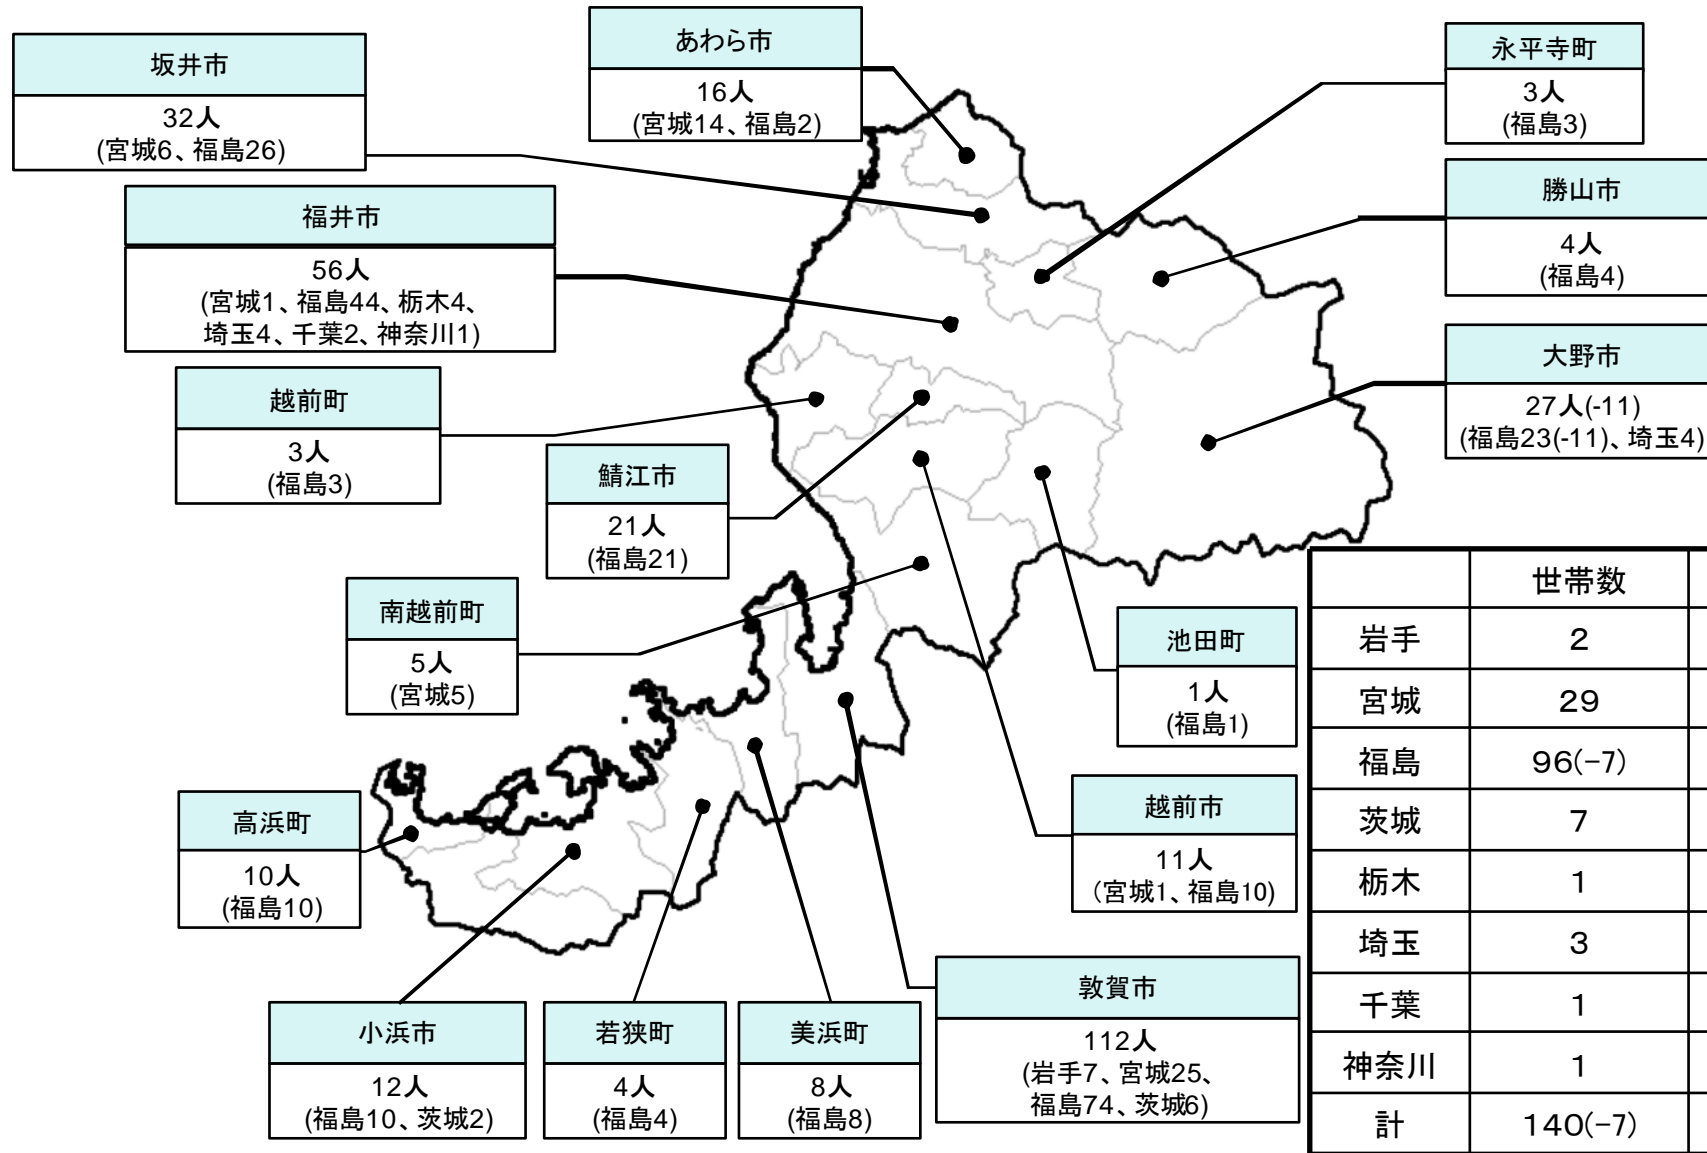 坂井市
32人
(宮城6、福島26)
あわら市
16人
(宮城14、福島2)
永平寺町
3人
(福島3)
勝山市
4人
(福島4)
福井市
56人
(宮城1、福島44、栃木4、
埼玉4、千葉2、神奈川1)
大野市
27人(-11)
(福島23(-11)、埼玉4)
越前町
3人
(福島3)
鯖江市
21人
(福島21)
南越前町
5人
(宮城5)
池田町
1人
(福島1)
越前市
11人
(宮城1、福島10)
高浜町
10人
(福島10)
小浜市
12人
(福島10、茨城2)
若狭町
4人
(福島4)
美浜町
8人
(福島8)
敦賀市
112人
(岩手7、宮城25、
福島74、茨城6)
世帯数
岩手 2
宮城 29
福島 96(-7)
茨城 7
栃木 1
埼玉 3
千葉 1
神奈川 1
計 140(-7)